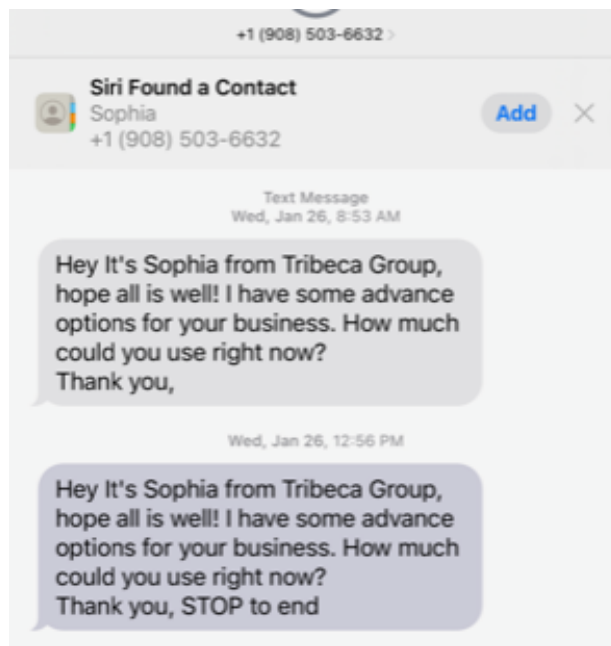 +1 (908) 503-6632 >
Siri Found a Contact
Sophia
+1 (908) 503-6632
Add
Text Message
Wed, Jan 26, 8:53 AM
Hey It's Sophia from Tribeca Group,
hope all is well! I have some advance
options for your business. How much
could you use right now?
Thank you,
Wed, Jan 26, 12:56 PM
Hey It's Sophia from Tribeca Group,
hope all is well! I have some advance
options for your business. How much
could you use right now?
Thank you, STOP to end